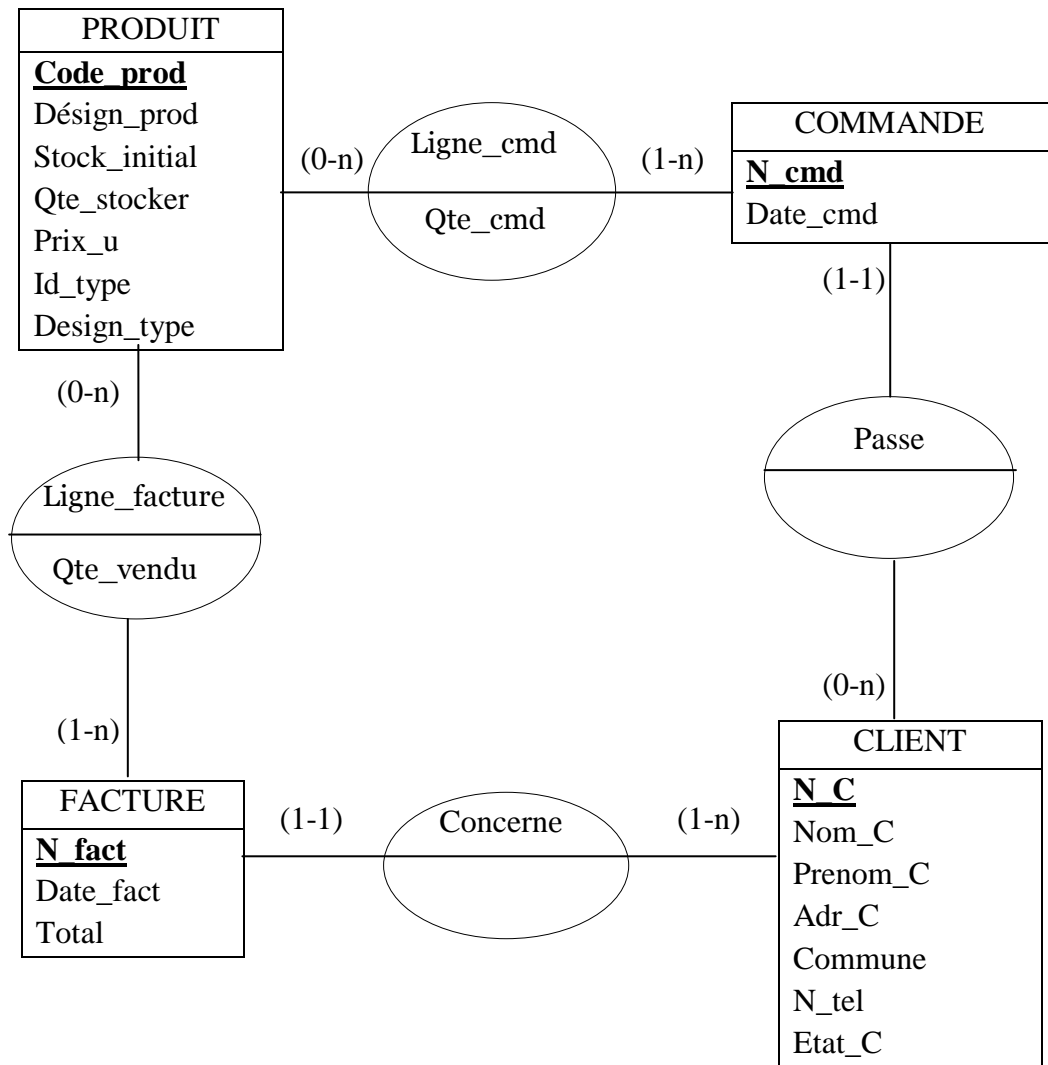 PRODUIT
Code_prod
Désign_prod
Stock_initial
Qte_stocker
Prix_u
Id_type
Design_type
(0-n)
Ligne_cmd
Qte_cmd
(1-n)
COMMANDE
N_cmd
Date_cmd
(1-1)
(0-n)
Passe
Ligne_facture
Qte_vendu
(0-n)
(1-n)
CLIENT
N_C
Nom_C
Prenom_C
Adr_C
Commune
N_tel
Etat_C
FACTURE
N_fact
Date_fact
Total
(1-1)
Concerne
(1-n)